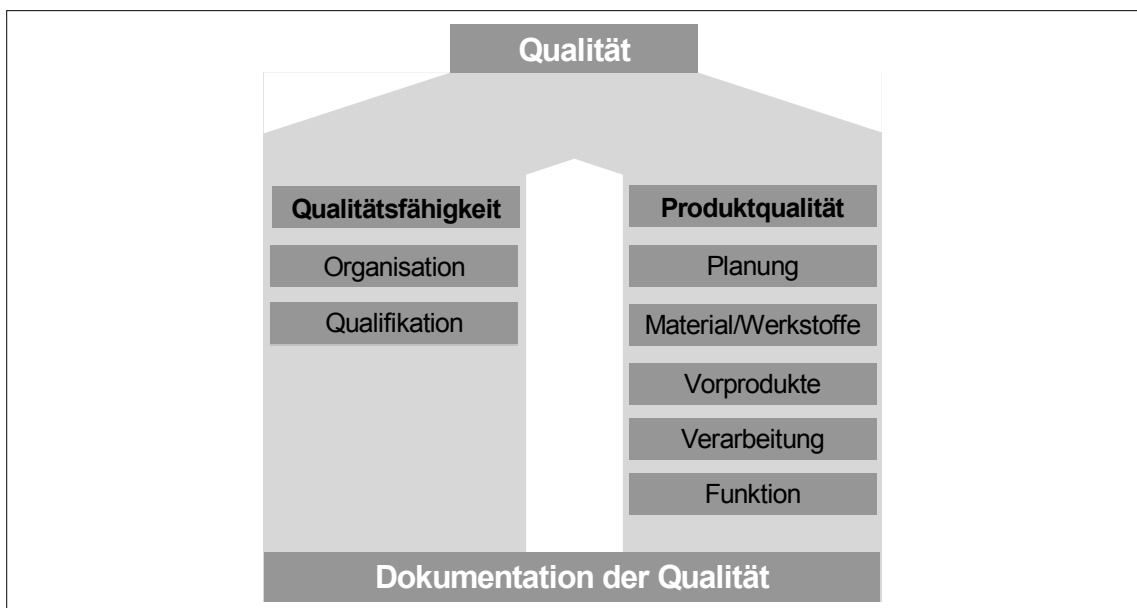 Qualität
Qualitätsfähigkeit
Organisation
Qualifikation
Produktqualität
Planung
Material/Werkstoffe
Vorprodukte
Verarbeitung
Funktion
Dokumentation der Qualität